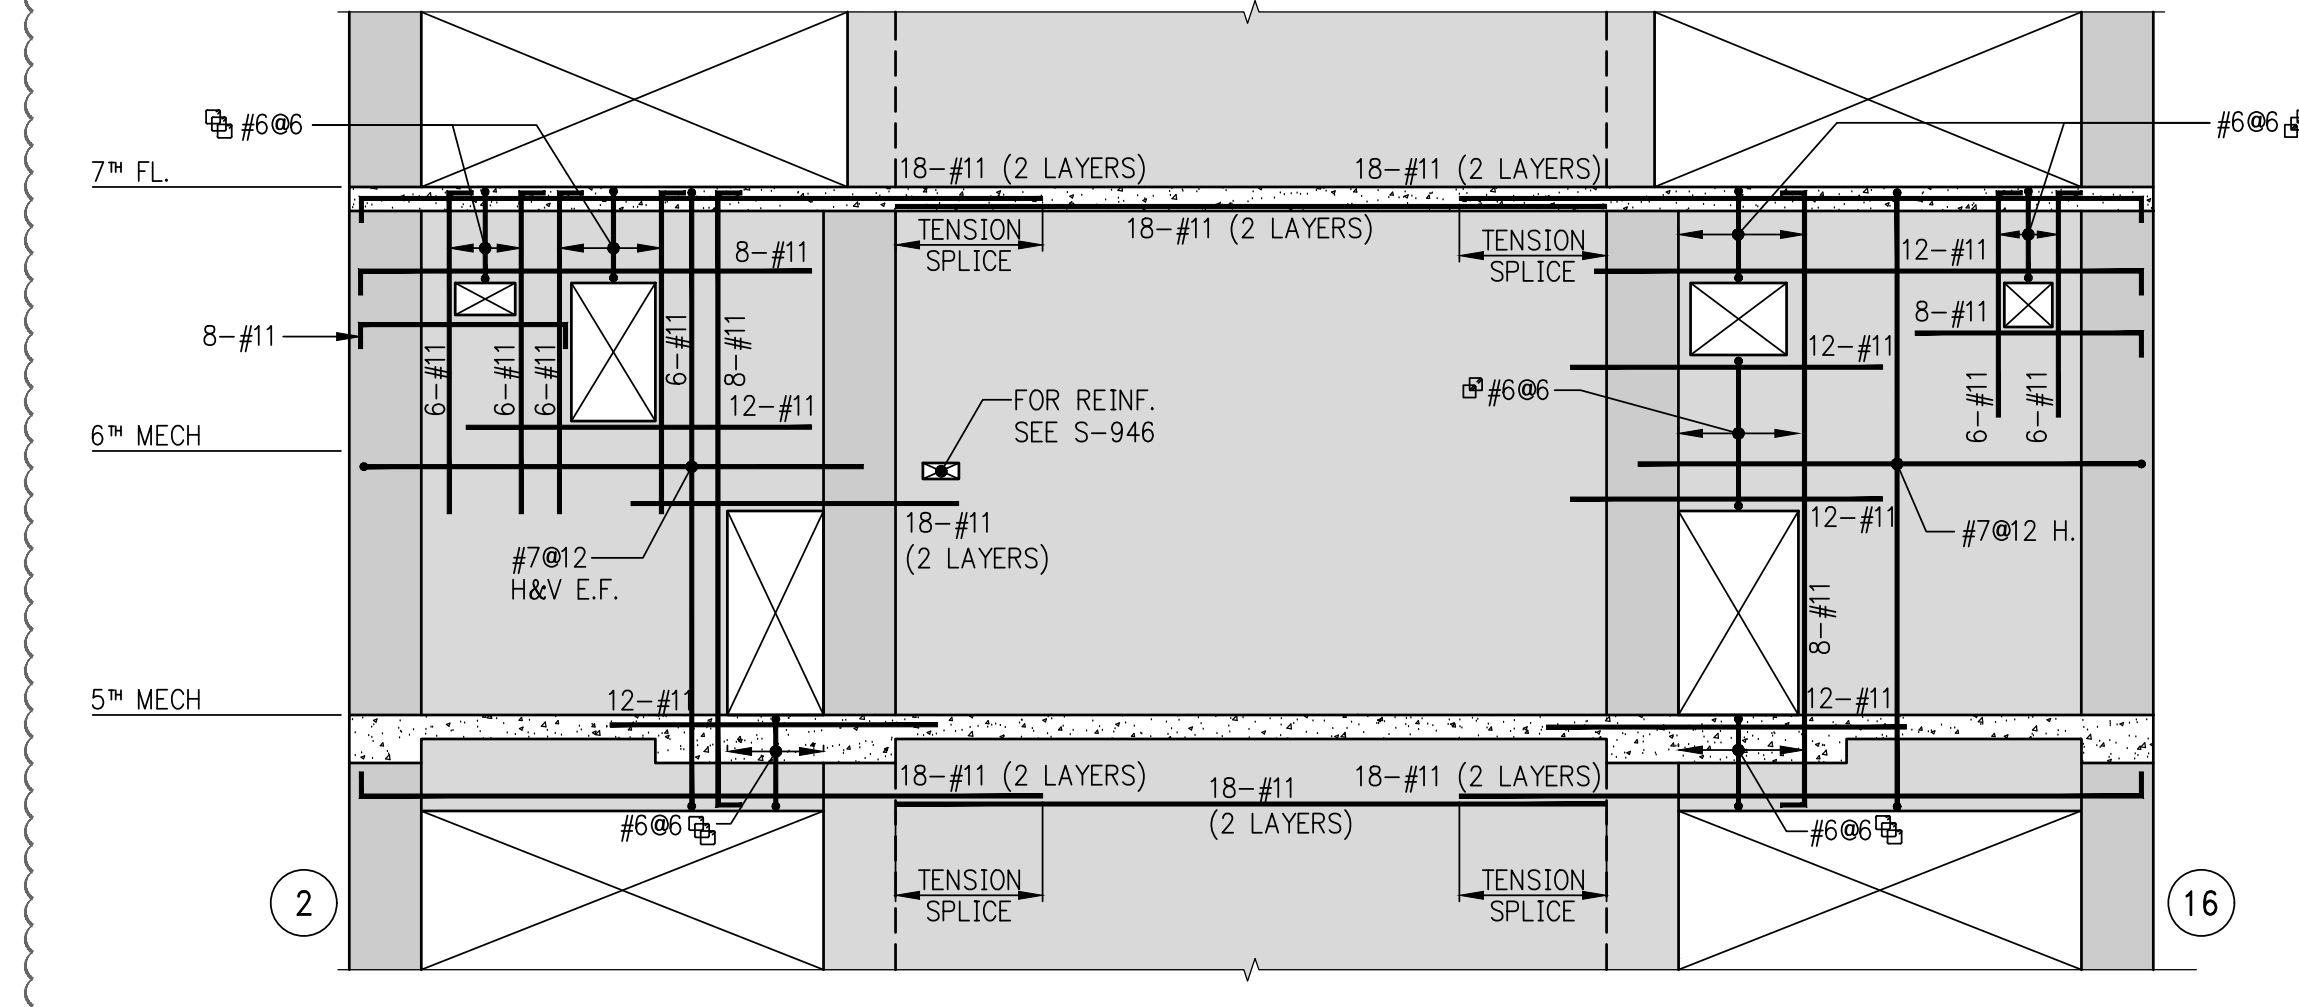 #6@6
#6@6
7TH FL.
18-#11 (2 LAYERS)
18-#11 (2 LAYERS)
TENSION
SPLICE
18-#11 (2 LAYERS)
TENSION
SPLICE
8-#11
12-#11
8-#11
8-#11
6-#11
6-#11
6-#11
6-#11
8-#11
12-#11
12-#11
6-#11
6-#11
FOR REINF.
SEE S-946
#6@6
6TH MECH
18-#11
(2 LAYERS)
12-#11
#7@12 H.
#7@12
H&V E.F.
8-#11
5TH MECH
12-#11
12-#11
18-#11 (2 LAYERS)
18-#11
(2 LAYERS)
18-#11 (2 LAYERS)
#6@6
#6@6
TENSION
SPLICE
TENSION
SPLICE
2
16